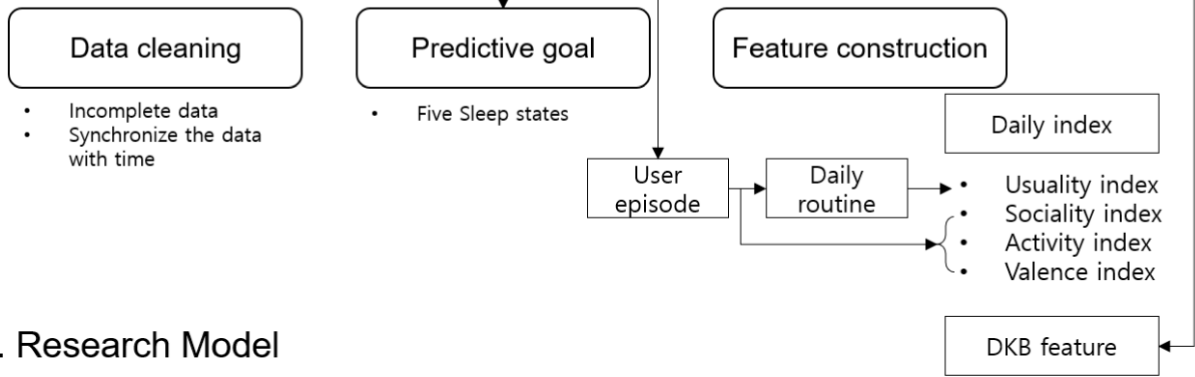 Data cleaning
Predictive goal
Feature construction
• Incomplete data
• Synchronize the data
with time
• Five Sleep states
Daily index
User
episode
Daily
routine
• Usuality index
• Sociality index
• Activity index
• Valence index
. Research Model
DKB feature